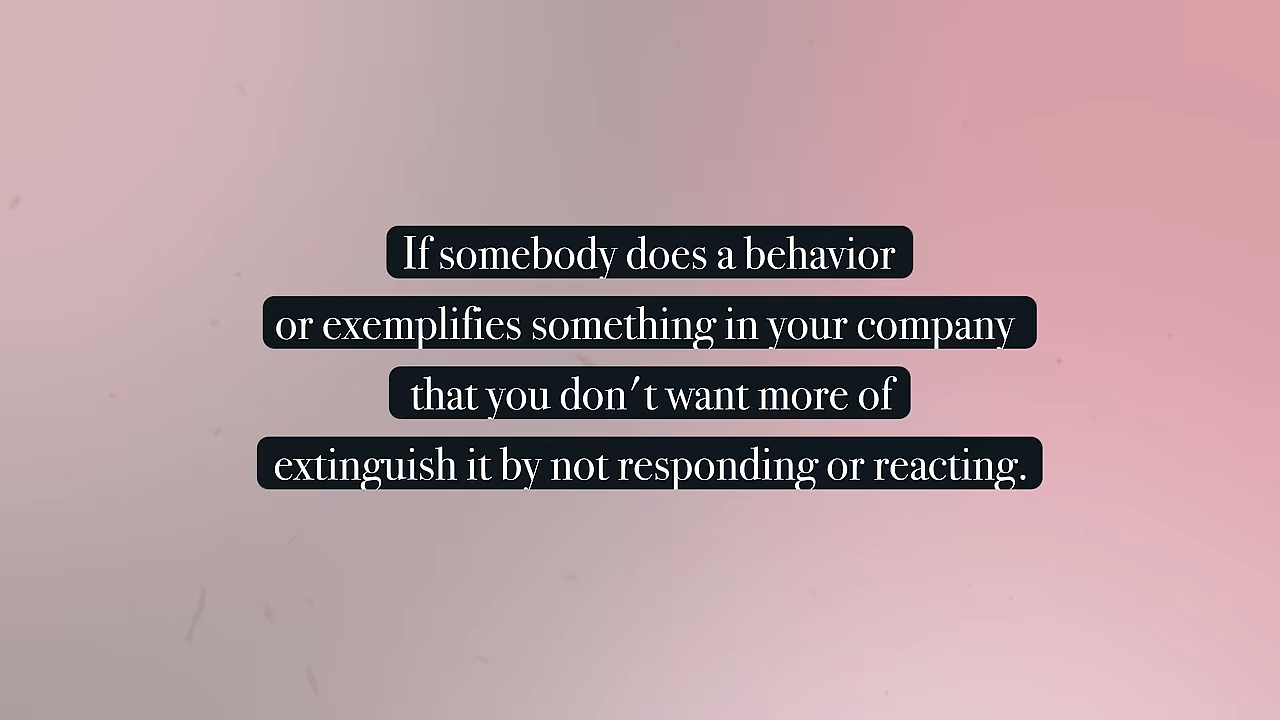 If somebody does a behavior
or exemplifies something in your company
that you don't want more of
extinguish it by not responding or reacting.